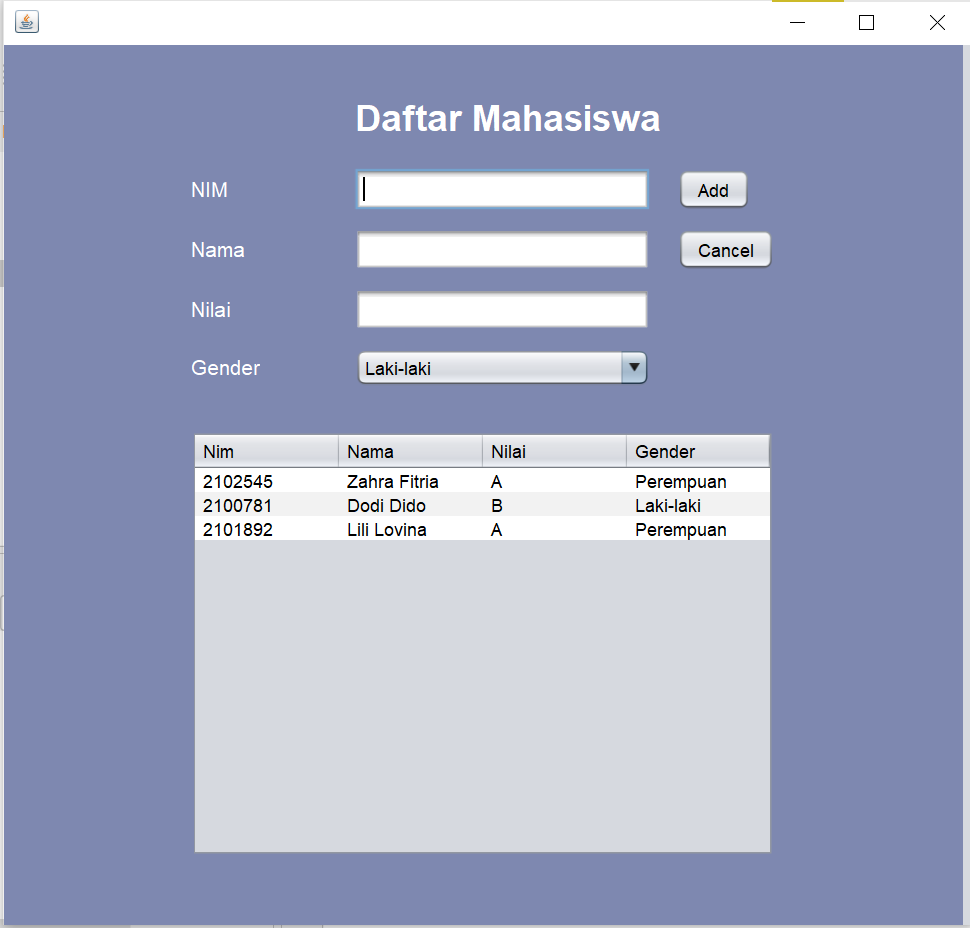 Daftar Mahasiswa
NIM Add
Nama Cancel
Nilai
Gender Laki-laki
Nim Nama Nilai Gender
2102545 Zahra Fitria A Perempuan
2100781 Dodi Dido B Laki-laki
2101892 Lili Lovina A Perempuan